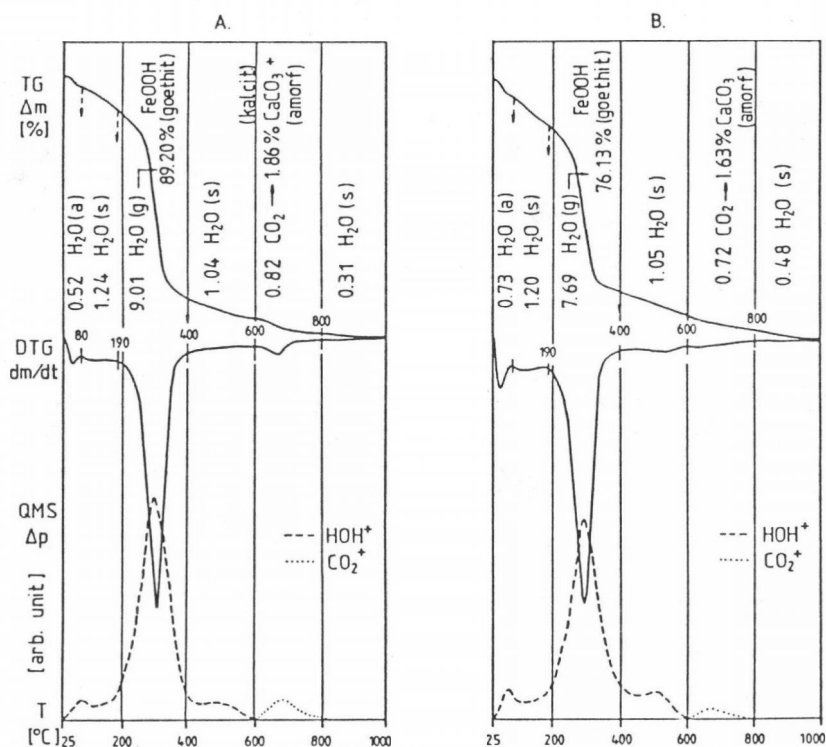 A.
TG
Δm
[%]
0.52 H₂O (a)
1.24 H₂O (s)
9.01 H₂O (g)
FeOOH
89.20 % (goethit)
1.04 H₂O (s)
(kalcit)
0.82 CO₂ → 1.86% CaCO₃ +
(amorf)
0.31 H₂O (s)
DTG
dm/dt
80 190 400 600 800
QMS
Δp
[arb. unit]
HOH⁺
CO₂⁺
T
[°C]
25 200 400 600 800 1000
B.
0.73 H₂O (a)
1.20 H₂O (s)
7.69 H₂O (g)
FeOOH
76.13 % (goethit)
1.05 H₂O (s)
0.72 CO₂ → 1.63% CaCO₃
(amorf)
0.48 H₂O (s)
190 400 600 800
HOH⁺
CO₂⁺
25 200 400 600 800 1000